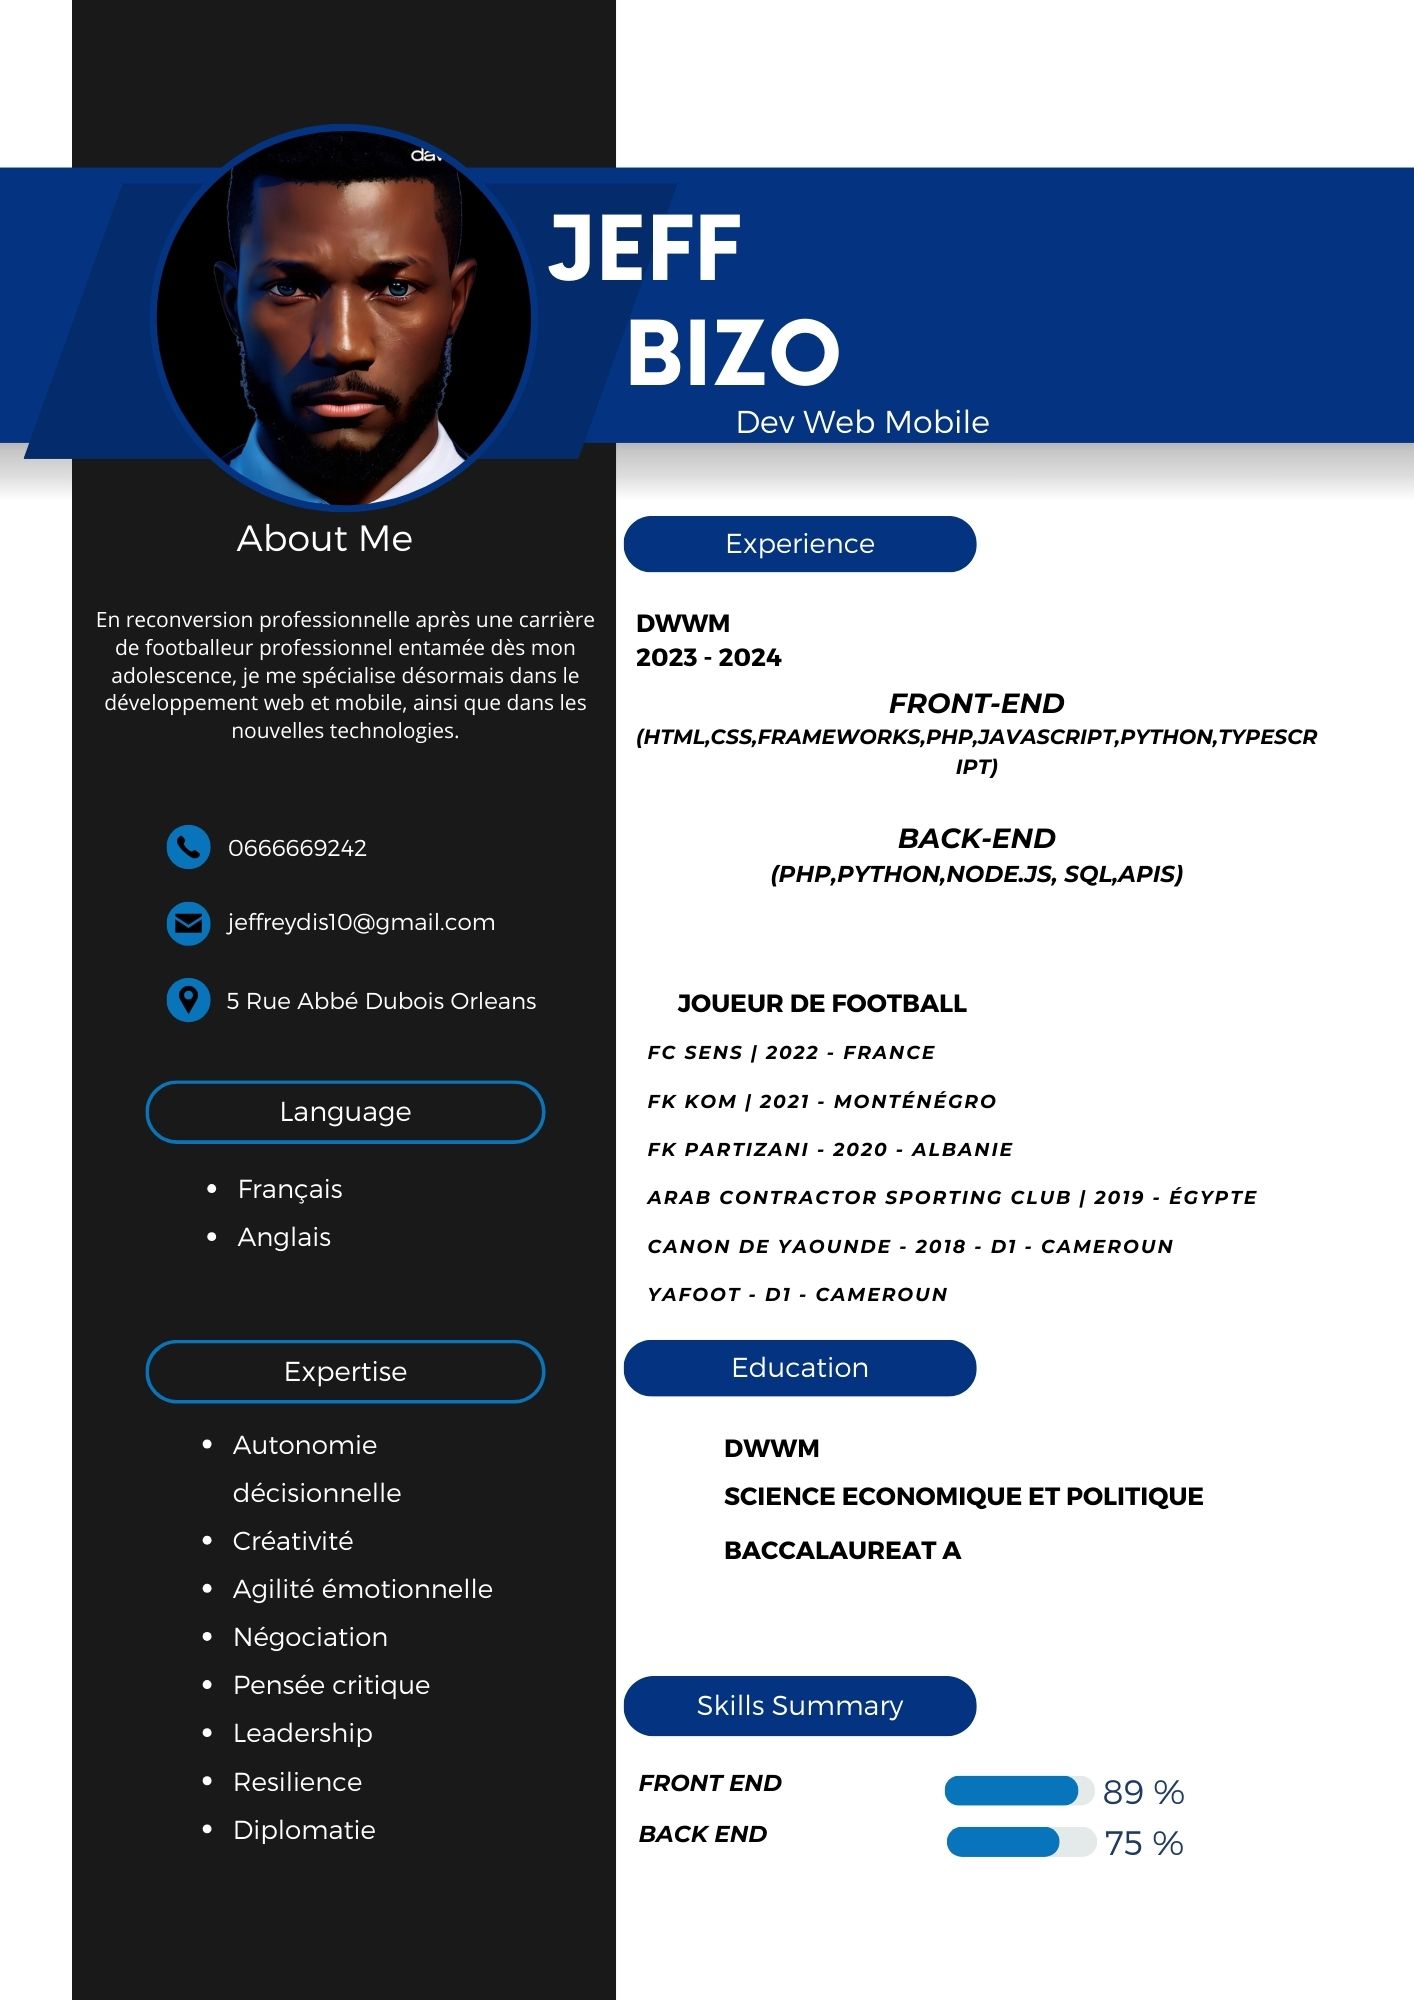 JEFF
BIZO
Dev Web Mobile
About Me
En reconversion professionnelle après une carrière
de footballeur professionnel entamée dès mon
adolescence, je me spécialise désormais dans le
développement web et mobile, ainsi que dans les
nouvelles technologies.
0666669242
jeffreydis10@gmail.com
5 Rue Abbé Dubois Orleans
Language
• Français
• Anglais
Expertise
• Autonomie
décisionnelle
• Créativité
• Agilité émotionnelle
• Négociation
• Pensée critique
• Leadership
• Resilience
• Diplomatie
Experience
DWWM
2023 - 2024
FRONT-END
(HTML,CSS,FRAMEWORKS,PHP,JAVASCRIPT,PYTHON,TYPESCR
IPT)
BACK-END
(PHP,PYTHON,NODE.JS, SQL,APIS)
JOUEUR DE FOOTBALL
FC SENS | 2022 - FRANCE
FK KOM | 2021 - MONTÉNÉGRO
FK PARTIZANI - 2020 - ALBANIE
ARAB CONTRACTOR SPORTING CLUB | 2019 - ÉGYPTE
CANON DE YAOUNDE - 2018 - D1 - CAMEROUN
YAFOOT - D1 - CAMEROUN
Education
DWWM
SCIENCE ECONOMIQUE ET POLITIQUE
BACCALAUREAT A
Skills Summary
FRONT END 89 %
BACK END 75 %